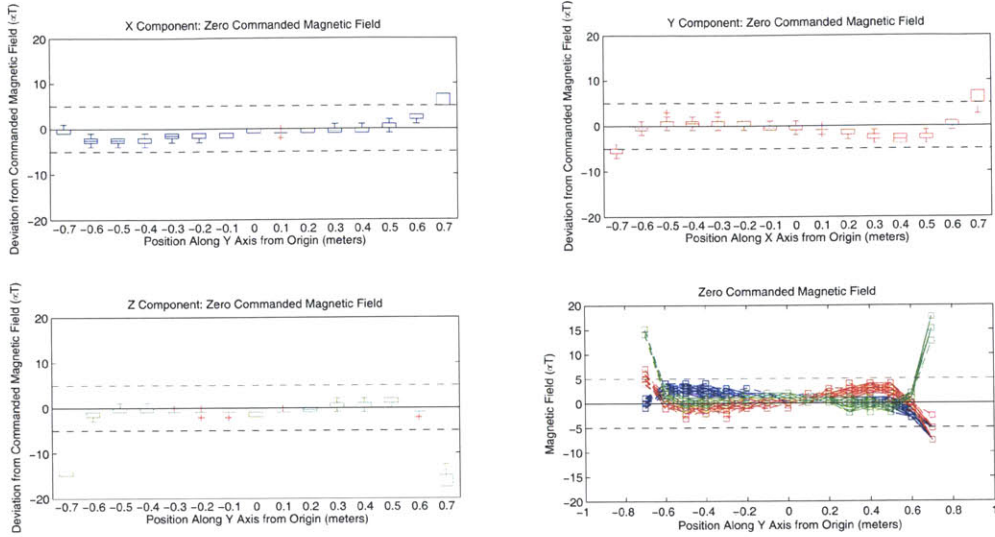 X Component: Zero Commanded Magnetic Field
Deviation from Commanded Magnetic Field (∝T)
20
10
0
−10
−20
−0.7 −0.6 −0.5 −0.4 −0.3 −0.2 −0.1 0 0.1 0.2 0.3 0.4 0.5 0.6 0.7
Position Along Y Axis from Origin (meters)
Y Component: Zero Commanded Magnetic Field
Deviation from Commanded Magnetic Field (∝T)
20
10
0
−10
−20
−0.7 −0.6 −0.5 −0.4 −0.3 −0.2 −0.1 0 0.1 0.2 0.3 0.4 0.5 0.6 0.7
Position Along X Axis from Origin (meters)
Z Component: Zero Commanded Magnetic Field
Deviation from Commanded Magnetic Field (∝T)
20
10
0
−10
−20
−0.7 −0.6 −0.5 −0.4 −0.3 −0.2 −0.1 0 0.1 0.2 0.3 0.4 0.5 0.6 0.7
Position Along Y Axis from Origin (meters)
Zero Commanded Magnetic Field
Magnetic Field (∝T)
20
15
10
5
0
−5
−10
−15
−20
−1 −0.8 −0.6 −0.4 −0.2 0 0.2 0.4 0.6 0.8 1
Position Along Y Axis from Origin (meters)